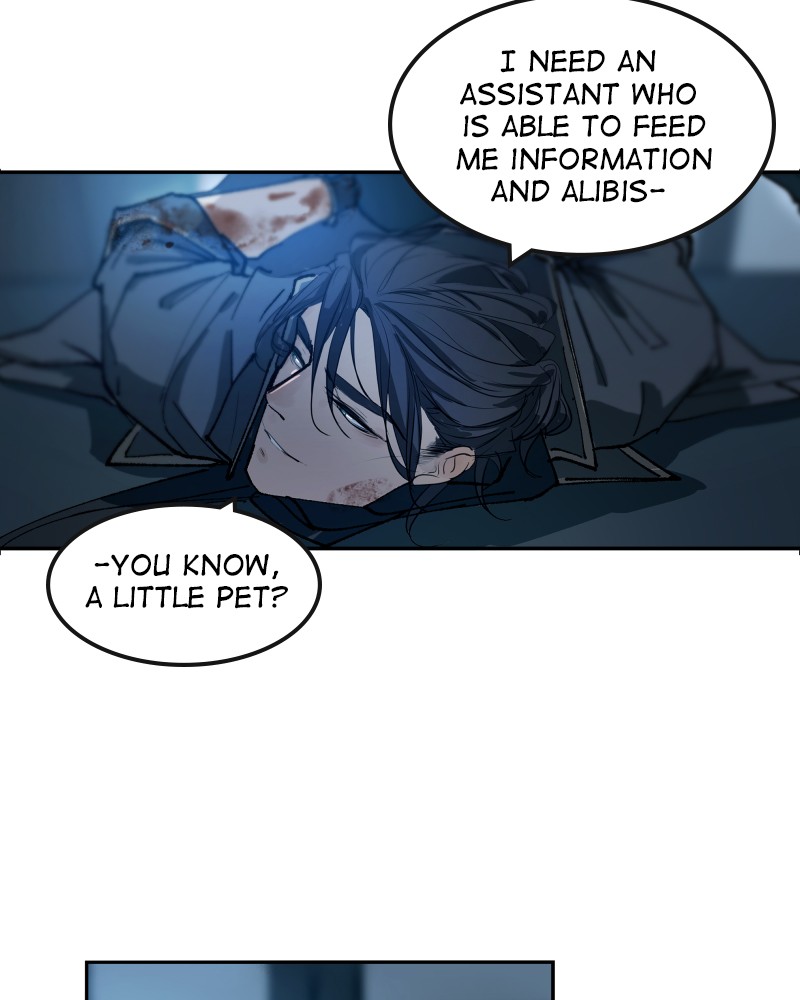 I NEED AN
ASSISTANT WHO
IS ABLE TO FEED
ME INFORMATION
AND ALIBIS-
-YOU KNOW,
A LITTLE PET?